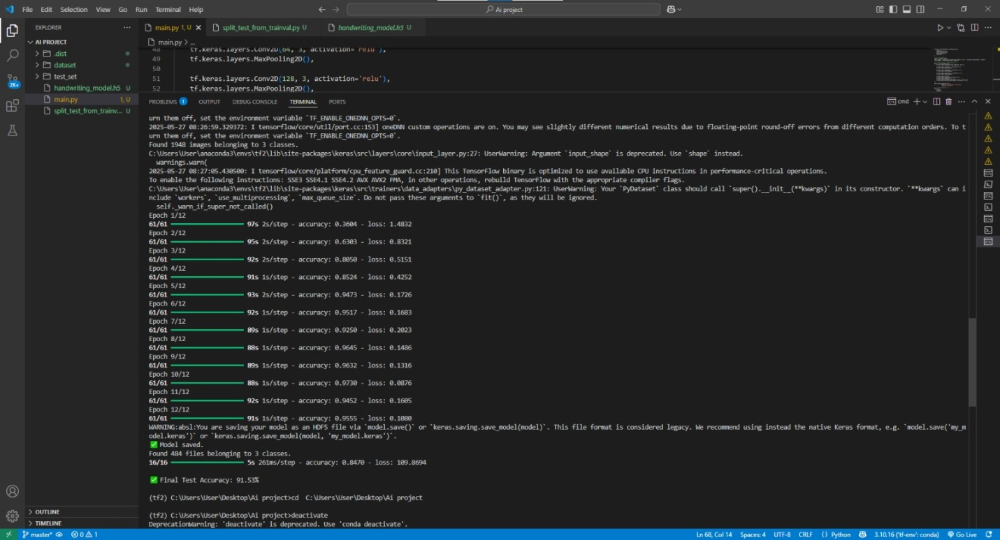 File Edit Selection View Go Run Terminal Help
Ai project
EXPLORER
main.py 1, U
split_test_from_trainval.py U
handwriting_model.h5 U
AI PROJECT
.dist
dataset
test_set
handwriting_model.h5 U
main.py 1, U
split_test_from_trainv... U
2K+
OUTLINE
TIMELINE
main.py > ...
48 tf.keras.layers.Conv2D(64, 3, activation='relu'),
49 tf.keras.layers.MaxPooling2D(),
50
51 tf.keras.layers.Conv2D(128, 3, activation='relu'),
52 tf.keras.layers.MaxPooling2D(),
PROBLEMS 1 OUTPUT DEBUG CONSOLE TERMINAL PORTS
cmd
urn them off, set the environment variable `TF_ENABLE_ONEDNN_OPTS=0`.
2025-05-27 08:26:59.329372: I tensorflow/core/util/port.cc:153] oneDNN custom operations are on. You may see slightly different numerical results due to floating-point round-off errors from different computation orders. To t
urn them off, set the environment variable `TF_ENABLE_ONEDNN_OPTS=0`.
Found 1948 images belonging to 3 classes.
C:\Users\User\anaconda3\envs\tf2\lib\site-packages\keras\src\layers\core\input_layer.py:27: UserWarning: Argument `input_shape` is deprecated. Use `shape` instead.
warnings.warn(
2025-05-27 08:27:05.430500: I tensorflow/core/platform/cpu_feature_guard.cc:210] This TensorFlow binary is optimized to use available CPU instructions in performance-critical operations.
To enable the following instructions: SSE3 SSE4.1 SSE4.2 AVX AVX2 FMA, in other operations, rebuild TensorFlow with the appropriate compiler flags.
C:\Users\User\anaconda3\envs\tf2\lib\site-packages\keras\src\trainers\data_adapters\py_dataset_adapter.py:121: UserWarning: Your `PyDataset` class should call `super().__init__(**kwargs)` in its constructor. `**kwargs` can i
nclude `workers`, `use_multiprocessing`, `max_queue_size`. Do not pass these arguments to `fit()`, as they will be ignored.
self._warn_if_super_not_called()
Epoch 1/12
61/61 97s 2s/step - accuracy: 0.3604 - loss: 1.4832
Epoch 2/12
61/61 95s 2s/step - accuracy: 0.6303 - loss: 0.8321
Epoch 3/12
61/61 92s 2s/step - accuracy: 0.8050 - loss: 0.5151
Epoch 4/12
61/61 91s 1s/step - accuracy: 0.8524 - loss: 0.4252
Epoch 5/12
61/61 93s 2s/step - accuracy: 0.9473 - loss: 0.1726
Epoch 6/12
61/61 92s 1s/step - accuracy: 0.9517 - loss: 0.1683
Epoch 7/12
61/61 89s 1s/step - accuracy: 0.9250 - loss: 0.2023
Epoch 8/12
61/61 88s 1s/step - accuracy: 0.9645 - loss: 0.1486
Epoch 9/12
61/61 89s 1s/step - accuracy: 0.9632 - loss: 0.1316
Epoch 10/12
61/61 88s 1s/step - accuracy: 0.9730 - loss: 0.0876
Epoch 11/12
61/61 92s 1s/step - accuracy: 0.9452 - loss: 0.1605
Epoch 12/12
61/61 91s 1s/step - accuracy: 0.9555 - loss: 0.1080
WARNING:absl:You are saving your model as an HDF5 file via `model.save()` or `keras.saving.save_model(model)`. This file format is considered legacy. We recommend using instead the native Keras format, e.g. `model.save('my_m
odel.keras')` or `keras.saving.save_model(model, 'my_model.keras')`.
✅ Model saved.
Found 484 files belonging to 3 classes.
16/16 5s 261ms/step - accuracy: 0.8470 - loss: 109.8694
✅ Final Test Accuracy: 91.53%
(tf2) C:\Users\User\Desktop\Ai project>cd C:\Users\User\Desktop\Ai project
(tf2) C:\Users\User\Desktop\Ai project>deactivate
DeprecationWarning: 'deactivate' is deprecated. Use 'conda deactivate'.
master* 0 1 Ln 68, Col 14 Spaces: 4 UTF-8 CRLF {} Python 3.10.16 ('tf-env': conda) Go Live